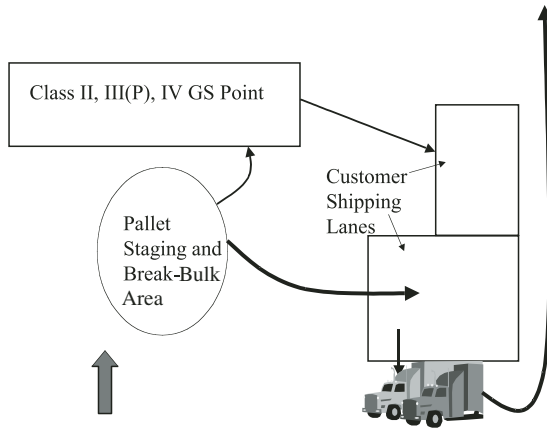 Class II, III(P), IV GS Point
Customer
Shipping
Lanes
Pallet
Staging and
Break-Bulk
Area